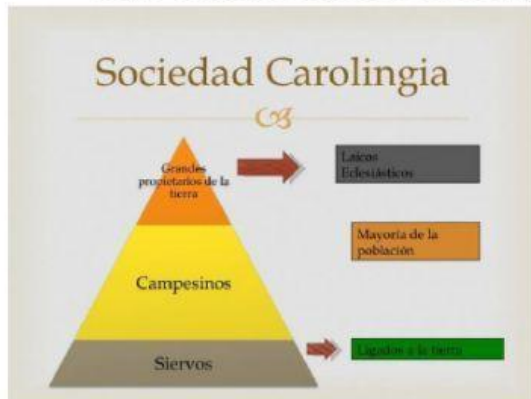 Sociedad Carolingia
Grandes
propietarios de la
tierra
Laicos
Eclesiásticos
Mayoría de la
población
Campesinos
Siervos
Ligados a la tierra